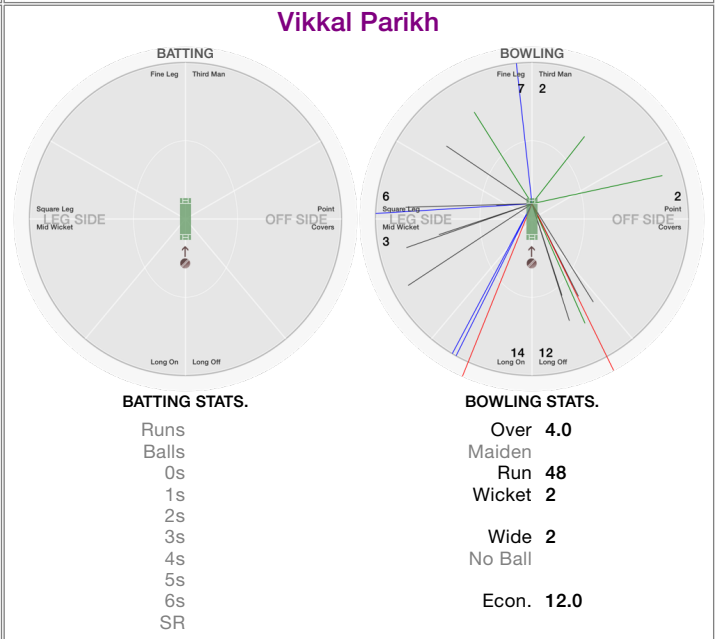 Vikkal Parikh
BATTING
Fine Leg Third Man
Square Leg
LEG SIDE
Mid Wicket
Point
OFF SIDE
Covers
Long On Long Off
BATTING STATS.
Runs
Balls
0s
1s
2s
3s
4s
5s
6s
SR
BOWLING
Fine Leg Third Man
7 2
6
Square Leg
LEG SIDE
Mid Wicket
3
2
Point
OFF SIDE
Covers
14 12
Long On Long Off
BOWLING STATS.
Over 4.0
Maiden
Run 48
Wicket 2
Wide 2
No Ball
Econ. 12.0